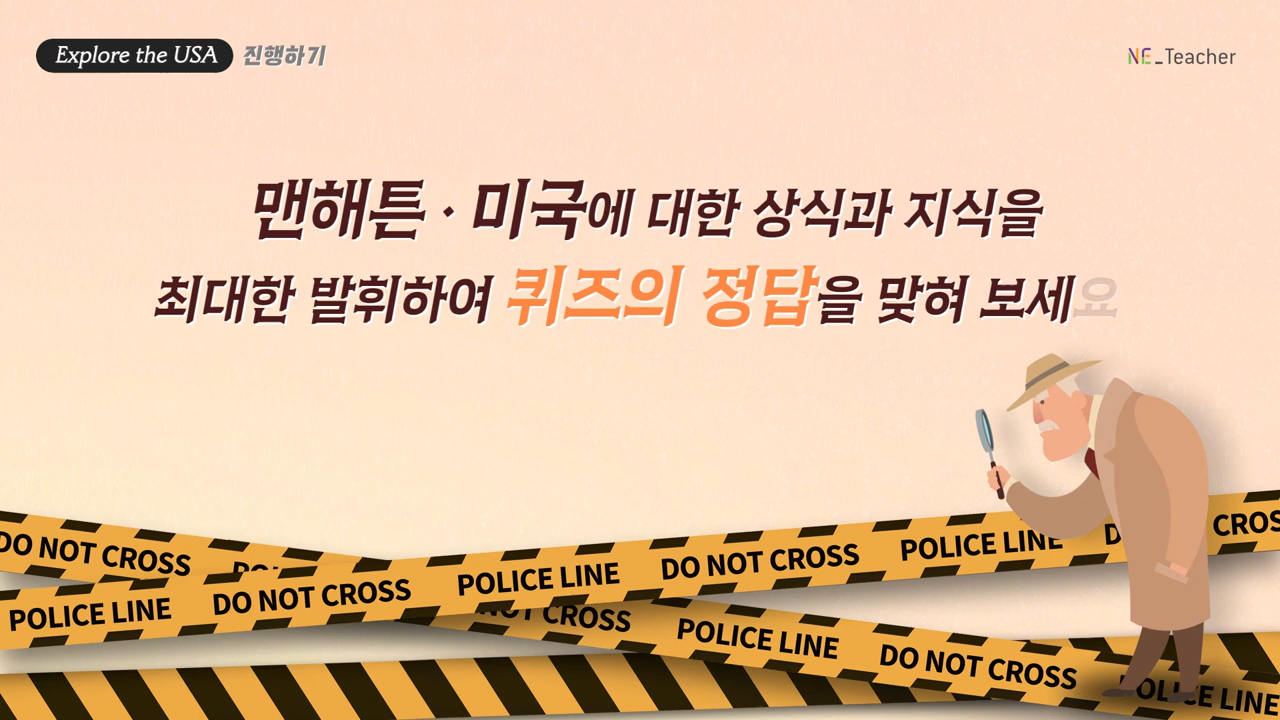 Explore the USA 진행하기
NE_Teacher
맨해튼 · 미국에 대한 상식과 지식을
최대한 발휘하여 퀴즈의 정답을 맞혀 보세요
DO NOT CROSS PO
POLICE LINE DO NOT CROSS POLICE LINE DO NOT CROSS POLICE LINE D CROS
NOT CROSS POLICE LINE DO NOT CROSS POLICE LINE